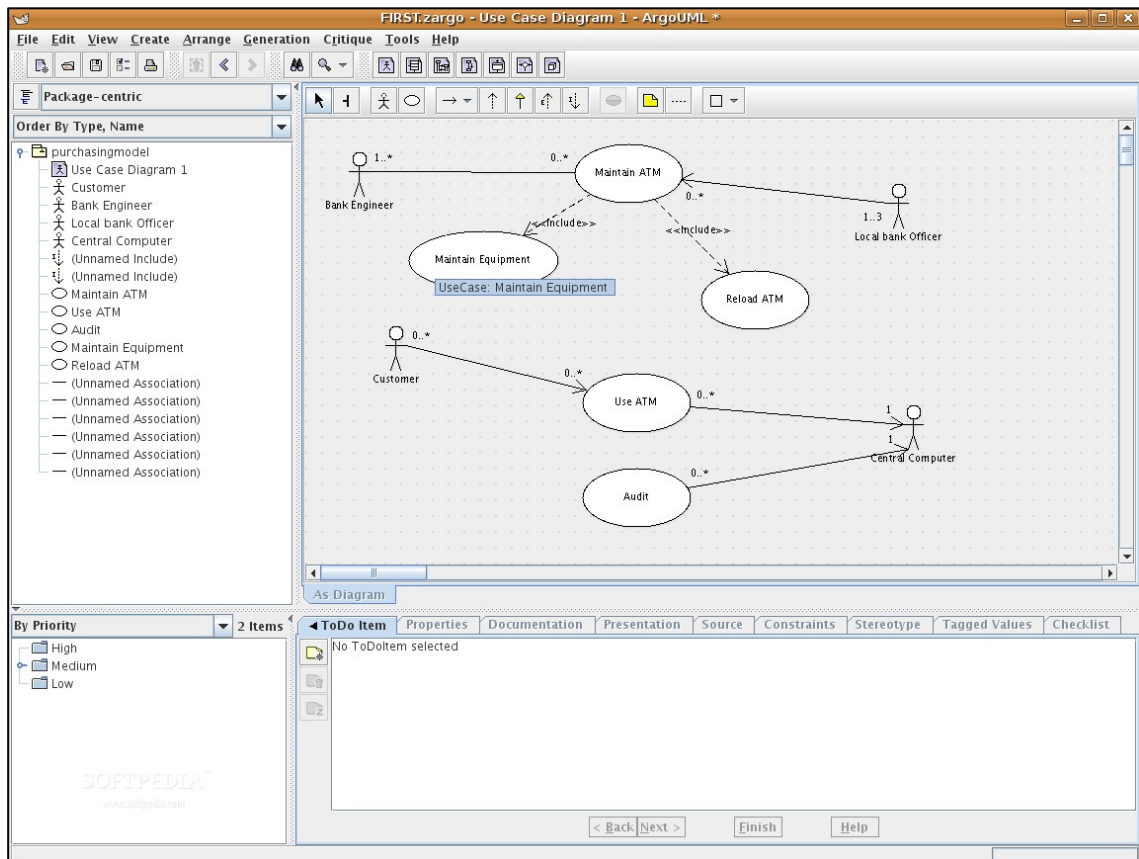 FIRST.zargo - Use Case Diagram 1 - ArgoUML *
File Edit View Create Arrange Generation Critique Tools Help
Package-centric
Order By Type, Name
purchasingmodel
Use Case Diagram 1
Customer
Bank Engineer
Local bank Officer
Central Computer
(Unnamed Include)
(Unnamed Include)
Maintain ATM
Use ATM
Audit
Maintain Equipment
Reload ATM
(Unnamed Association)
(Unnamed Association)
(Unnamed Association)
(Unnamed Association)
(Unnamed Association)
(Unnamed Association)
1..*
0..*
Maintain ATM
Bank Engineer
0..*
1..3
Local bank Officer
<<Include>>
<<Include>>
Maintain Equipment
UseCase: Maintain Equipment
Reload ATM
0..*
Customer
0..*
Use ATM
0..*
1
1
Central Computer
0..*
Audit
As Diagram
By Priority 2 Items
High
Medium
Low
SOFTPEDIA
www.softpedia.com
ToDo Item Properties Documentation Presentation Source Constraints Stereotype Tagged Values Checklist
No ToDoItem selected
< Back Next > Finish Help